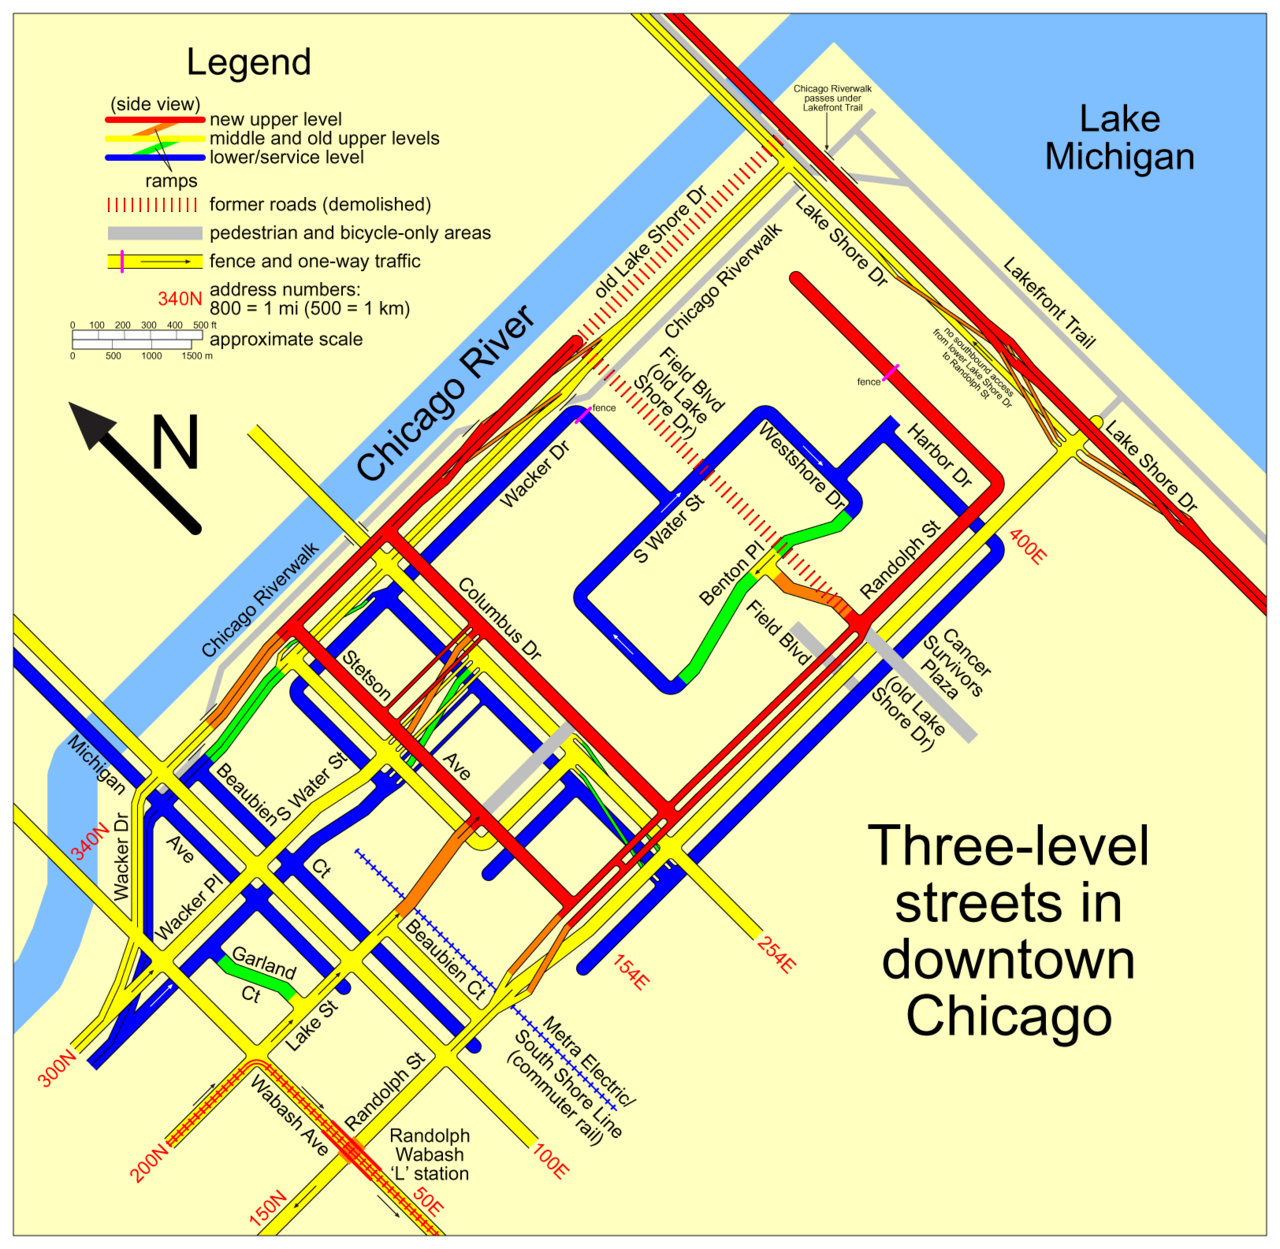 Legend
(side view)
new upper level
middle and old upper levels
lower/service level
ramps
former roads (demolished)
pedestrian and bicycle-only areas
fence and one-way traffic
340N
address numbers:
800 = 1 mi (500 = 1 km)
0 100 200 300 400 500 ft
0 500 1000 1500 m
approximate scale
N
Chicago River
Lake
Michigan
Chicago Riverwalk
passes under
Lakefront Trail
old Lake Shore Dr
Chicago Riverwalk
Lake Shore Dr
Lakefront Trail
no southbound access
from lower Lake Shore Dr
to Randolph St
Lake Shore Dr
fence
fence
Field Blvd
(old Lake
Shore Dr)
Wacker Dr
Westshore Dr
Harbor Dr
S Water St
Benton Pl
Randolph St
400E
Field Blvd
(old Lake
Shore Dr)
Cancer
Survivors
Plaza
Chicago Riverwalk
Columbus Dr
Stetson
Ave
Michigan
Ave
340N
Wacker Dr
Beaubien
Ct
S Water St
Wacker Pl
Garland
Ct
Lake St
Beaubien Ct
154E
254E
Metra Electric/
South Shore Line
(commuter rail)
300N
200N
Wabash Ave
Randolph St
150N
Randolph
Wabash
‘L’ station
50E
100E
Three-level
streets in
downtown
Chicago